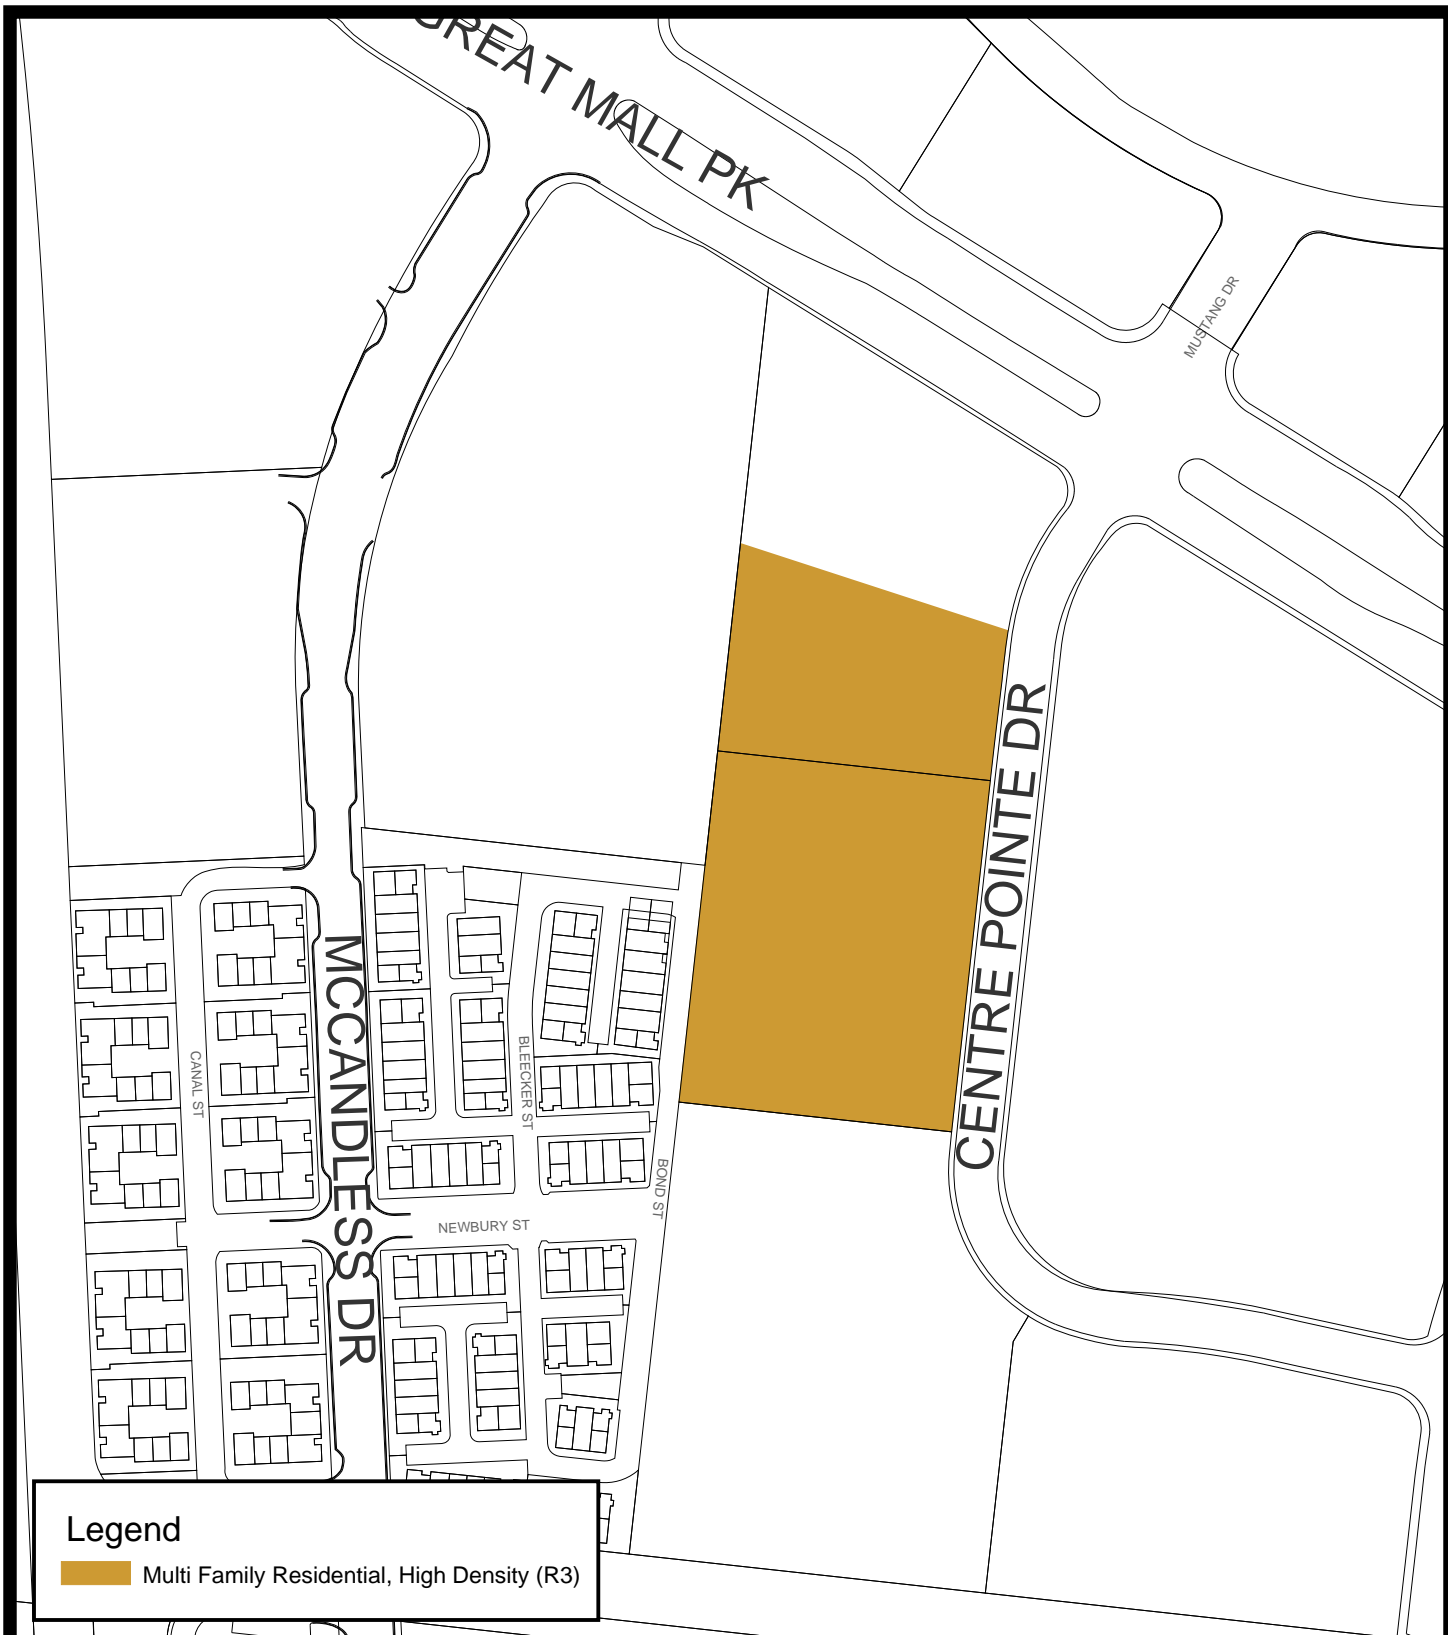 GREAT MALL PK
MUSTANG DR
CENTRE POINTE DR
MCCANDLESS DR
CANAL ST
BLEECKER ST
BOND ST
NEWBURY ST
Legend
Multi Family Residential, High Density (R3)